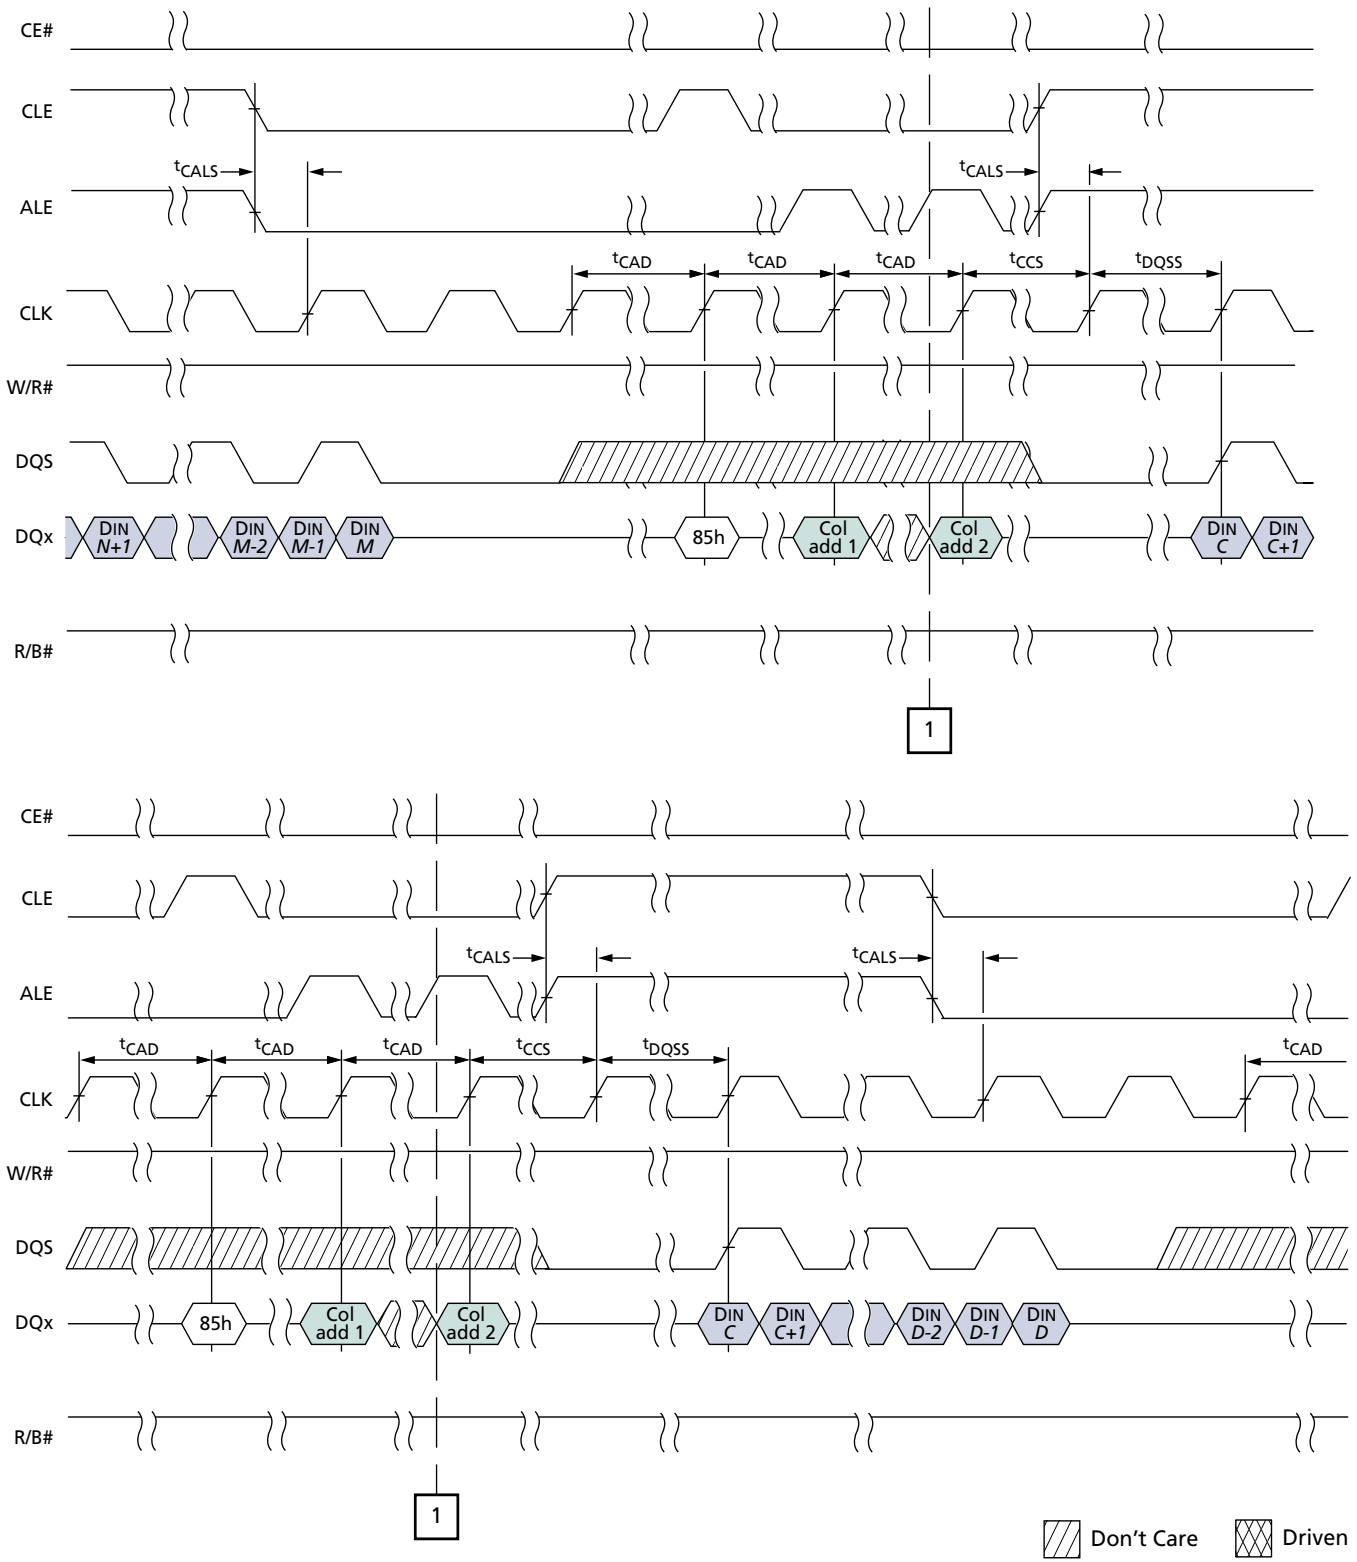 CE#
CLE
tCALS
tCALS
ALE
tCAD
tCAD
tCAD
tCCS
tDQSS
CLK
W/R#
DQS
DQx
DIN
N+1
DIN
M-2
DIN
M-1
DIN
M
85h
Col
add 1
Col
add 2
DIN
C
DIN
C+1
R/B#
1
CE#
CLE
tCALS
tCALS
ALE
tCAD
tCAD
tCAD
tCCS
tDQSS
tCAD
CLK
W/R#
DQS
DQx
85h
Col
add 1
Col
add 2
DIN
C
DIN
C+1
DIN
D-2
DIN
D-1
DIN
D
R/B#
1
Don't Care
Driven